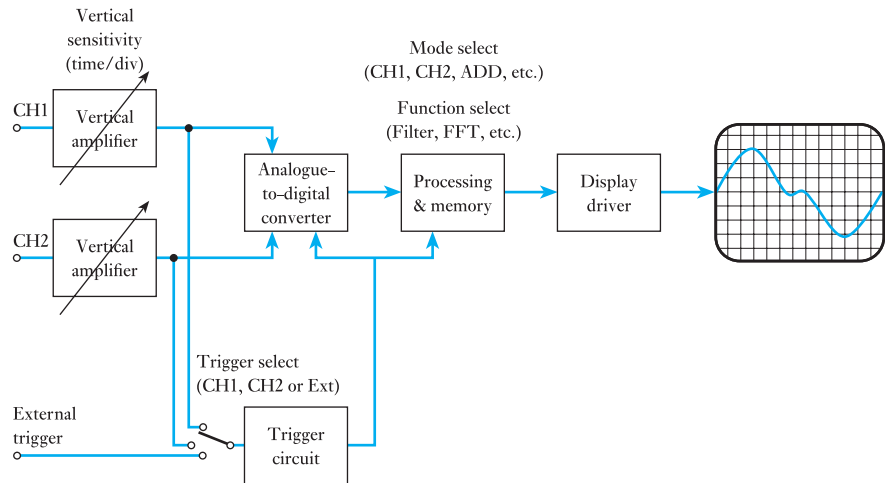 Vertical
sensitivity
(time/div)
Mode select
(CH1, CH2, ADD, etc.)
Function select
(Filter, FFT, etc.)
CH1
Vertical
amplifier
Analogue–
to–digital
converter
Processing
& memory
Display
driver
CH2
Vertical
amplifier
Trigger select
(CH1, CH2 or Ext)
External
trigger
Trigger
circuit